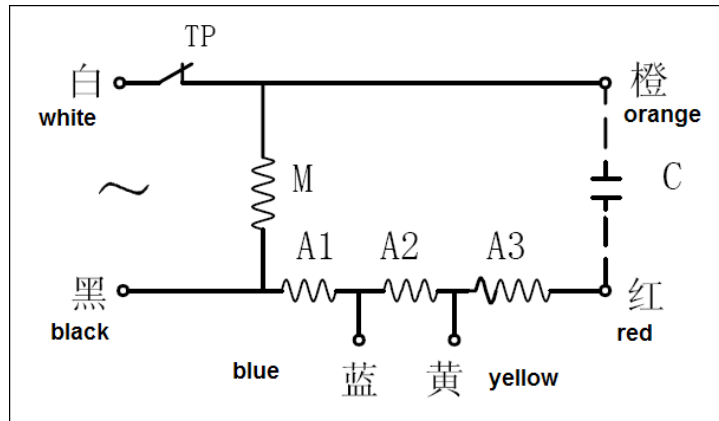 TP
白
橙
white
orange
M
C
A1
A2
A3
黑
红
black
red
blue
蓝
黄
yellow